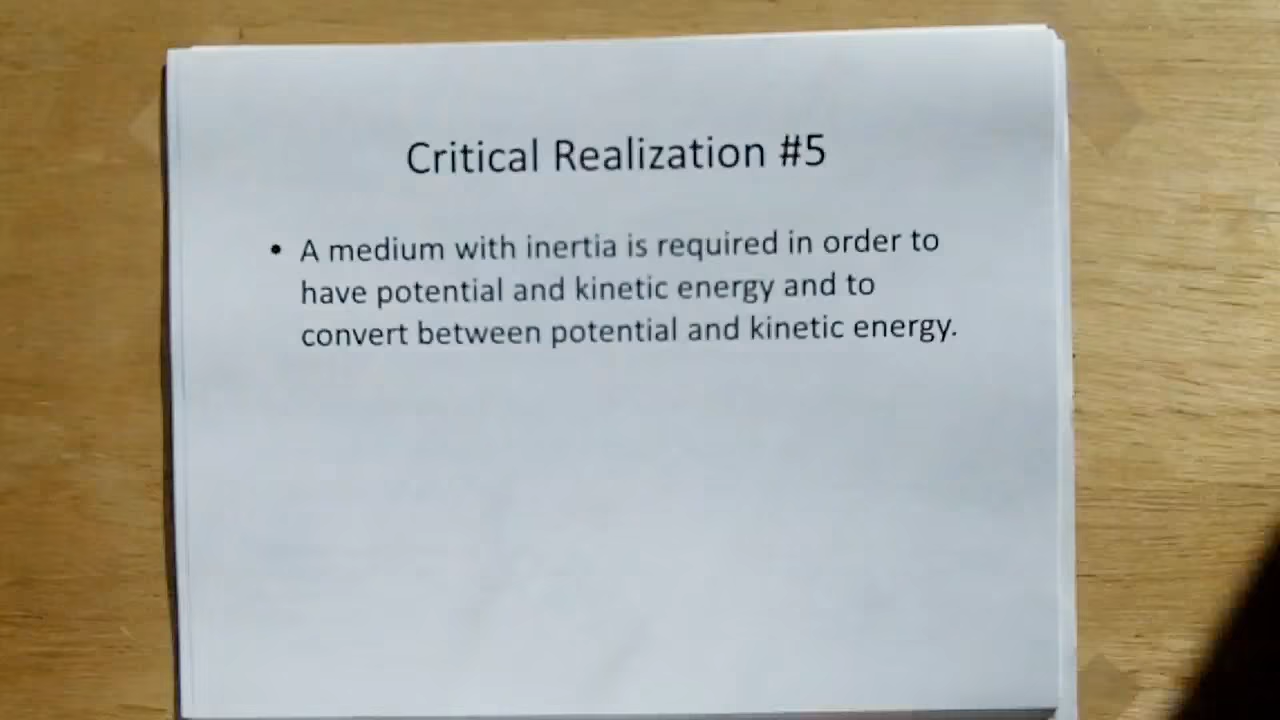 Critical Realization #5
• A medium with inertia is required in order to
have potential and kinetic energy and to
convert between potential and kinetic energy.